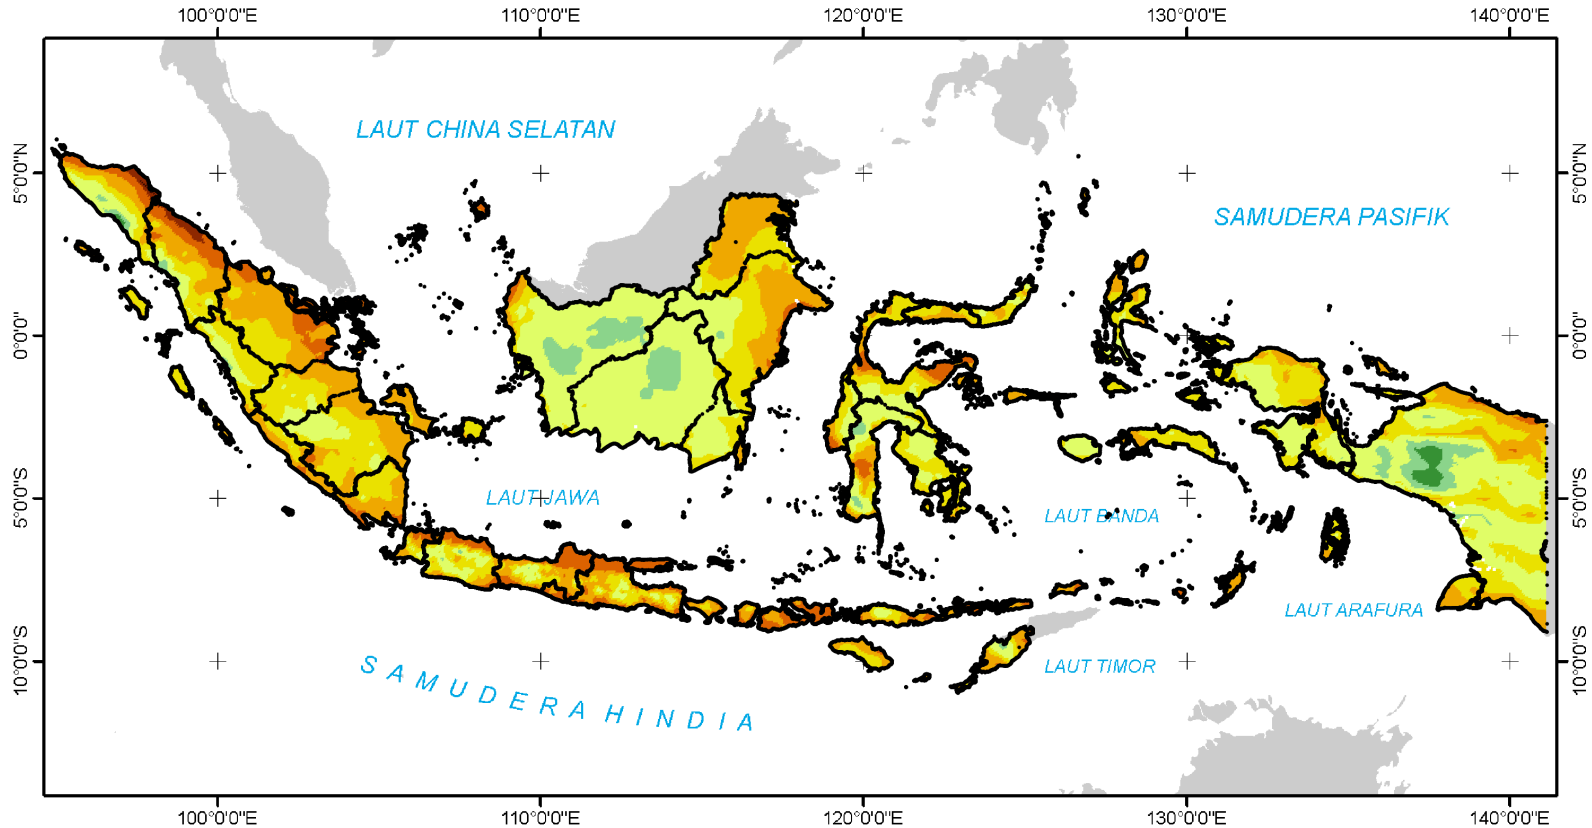 100°0'0"E 110°0'0"E 120°0'0"E 130°0'0"E 140°0'0"E
LAUT CHINA SELATAN
5°0'0"N 5°0'0"N
SAMUDERA PASIFIK
0°0'0" 0°0'0"
LAUT JAWA
5°0'0"S 5°0'0"S
LAUT BANDA
LAUT ARAFURA
10°0'0"S 10°0'0"S
LAUT TIMOR
SAMUDERA HINDIA
100°0'0"E 110°0'0"E 120°0'0"E 130°0'0"E 140°0'0"E